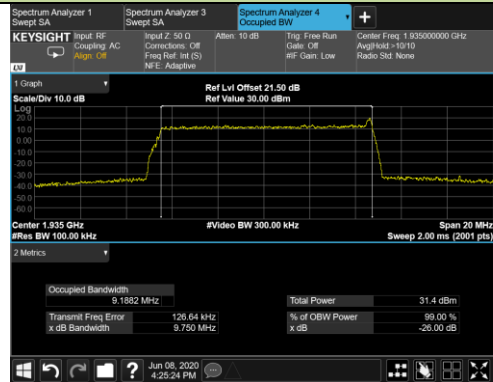 Spectrum Analyzer 1
Swept SA
Spectrum Analyzer 3
Swept SA
Spectrum Analyzer 4
Occupied BW
KEYSIGHT
Input: RF
Coupling: AC
Align: Off
Input Z: 50 Ω
Corrections: Off
Freq Ref: Int (S)
NFE: Adaptive
Atten: 10 dB
Trig: Free Run
Gate: Off
#IF Gain: Low
Center Freq: 1.935000000 GHz
Avg|Hold:>10/10
Radio Std: None
LXI
1 Graph
Scale/Div 10.0 dB
Ref Lvl Offset 21.50 dB
Ref Value 30.00 dBm
Log
20.0
10.0
0.00
-10.0
-20.0
-30.0
-40.0
-50.0
-60.0
Center 1.935 GHz
#Video BW 300.00 kHz
Span 20 MHz
#Res BW 100.00 kHz
Sweep 2.00 ms (2001 pts)
2 Metrics
Occupied Bandwidth
9.1882 MHz
Total Power 31.4 dBm
Transmit Freq Error 126.64 kHz
% of OBW Power 99.00 %
x dB Bandwidth 9.750 MHz
x dB -26.00 dB
?
Jun 08, 2020
4:25:24 PM